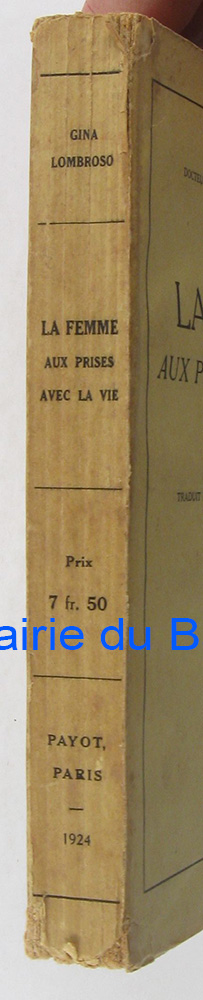 GINA
LOMBROSO
LA FEMME
AUX PRISES
AVEC LA VIE
Prix
7 fr. 50
PAYOT,
PARIS
1924
LA
AUX P
TRADUIT
airie du B